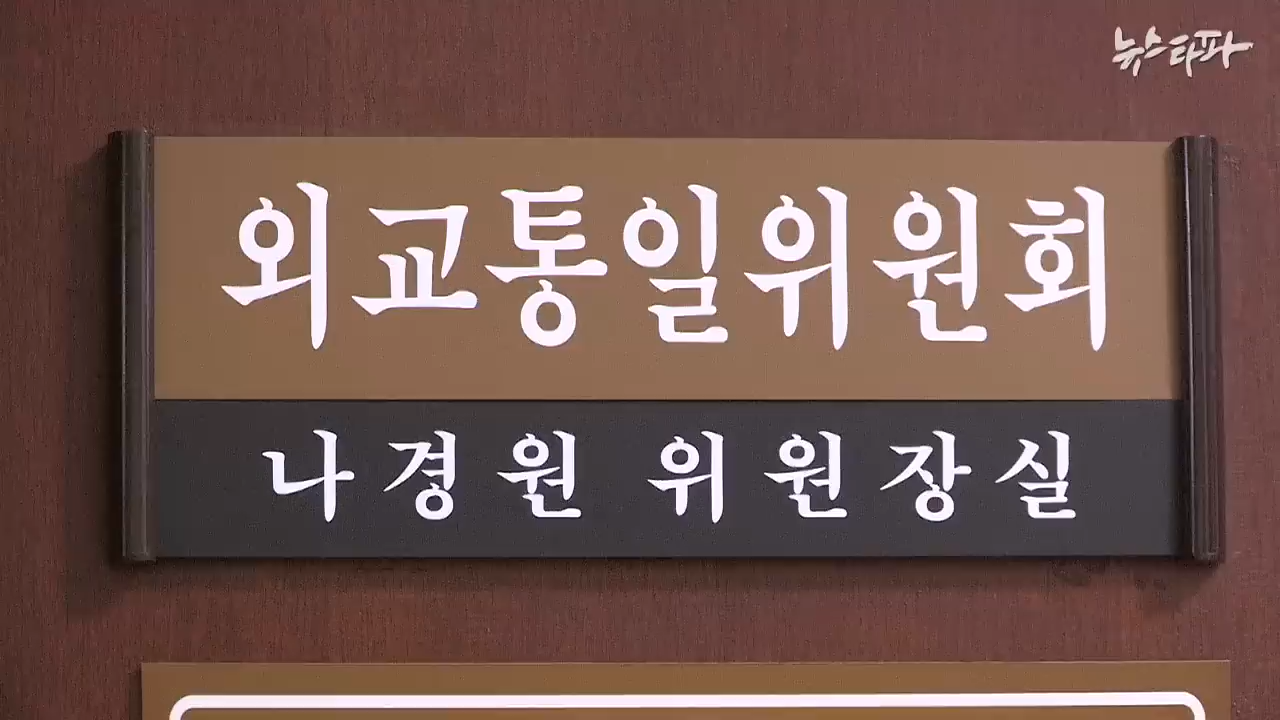 뉴스타파
외교통일위원회
나경원 위원장실